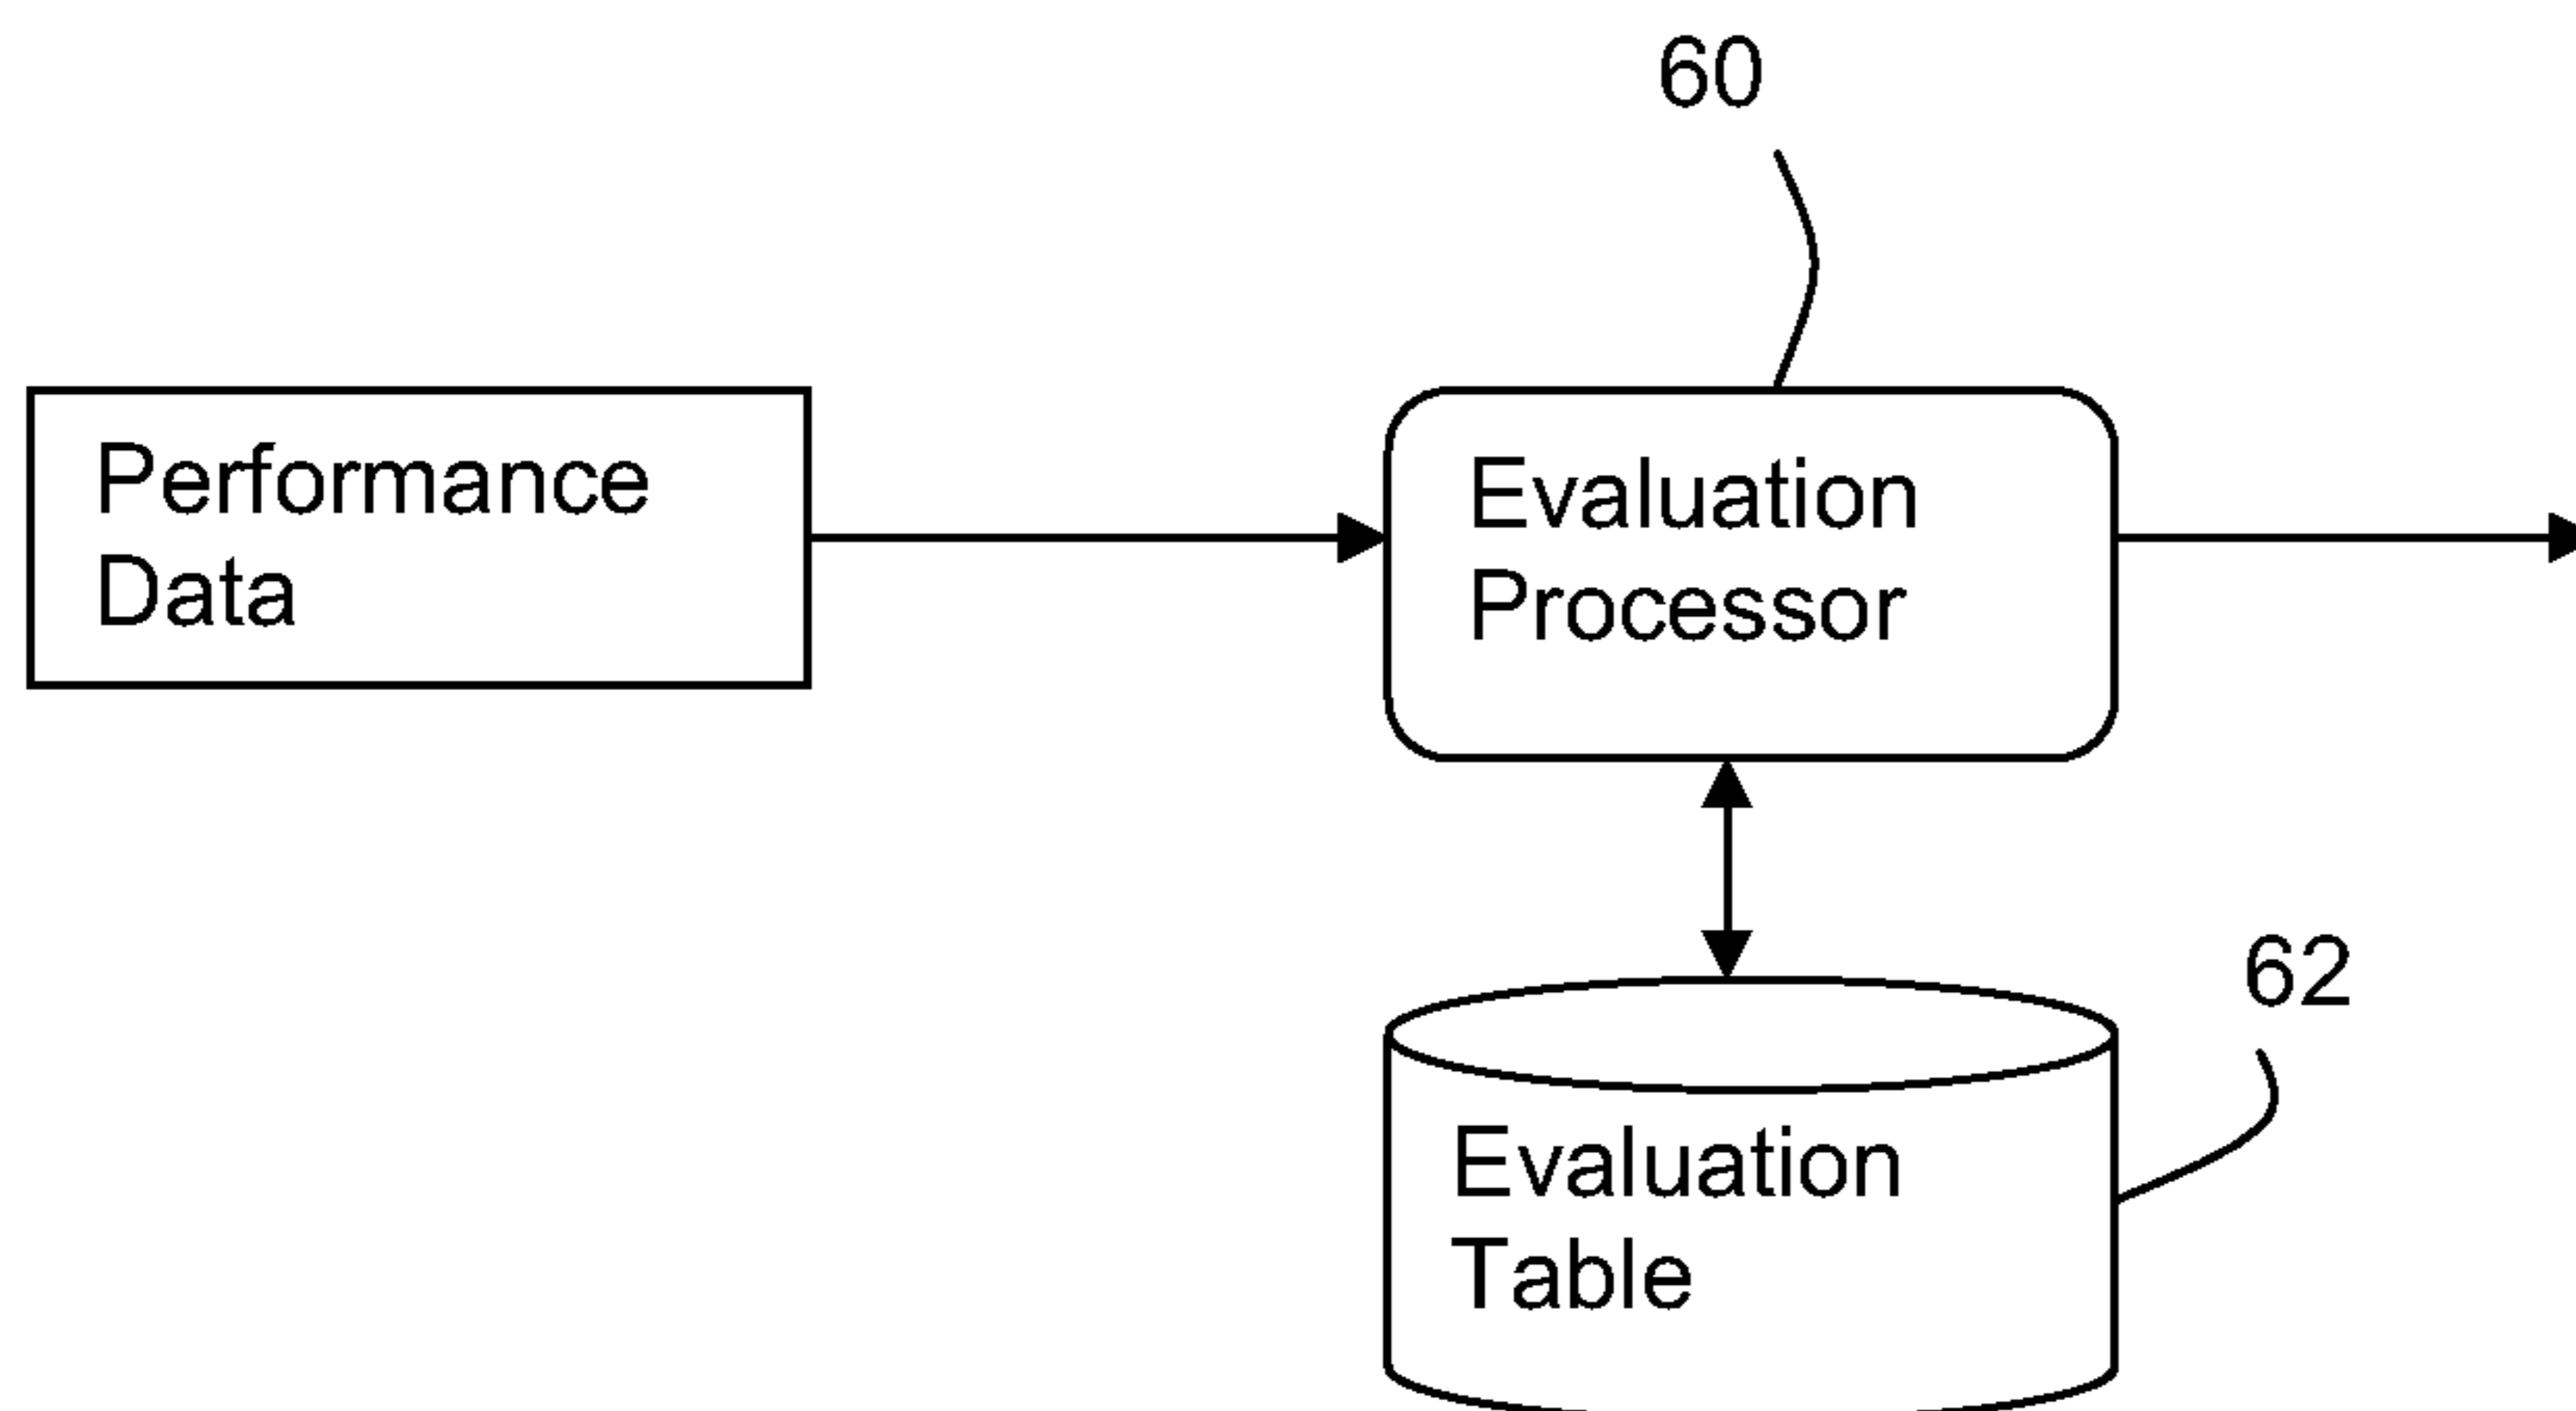 60
Performance
Data
Evaluation
Processor
62
Evaluation
Table